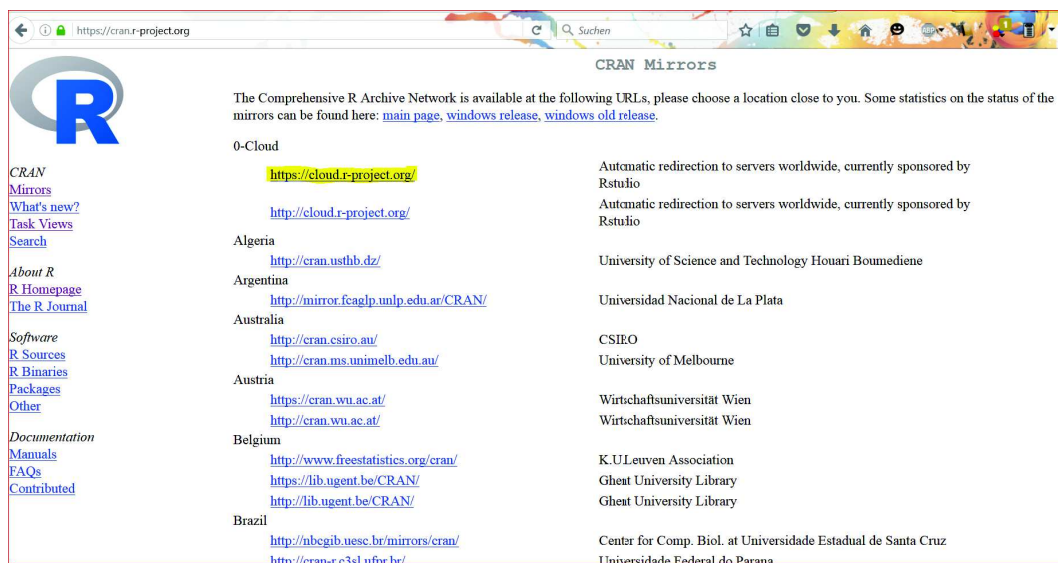 https://cran.r-project.org
Suchen
ABP
1
R
CRAN
Mirrors
What's new?
Task Views
Search
About R
R Homepage
The R Journal
Software
R Sources
R Binaries
Packages
Other
Documentation
Manuals
FAQs
Contributed
CRAN Mirrors
The Comprehensive R Archive Network is available at the following URLs, please choose a location close to you. Some statistics on the status of the
mirrors can be found here: main page, windows release, windows old release.
0-Cloud
https://cloud.r-project.org/ Automatic redirection to servers worldwide, currently sponsored by
Rstudio
http://cloud.r-project.org/ Automatic redirection to servers worldwide, currently sponsored by
Rstudio
Algeria
http://cran.usthb.dz/ University of Science and Technology Houari Boumediene
Argentina
http://mirror.fcaglp.unlp.edu.ar/CRAN/ Universidad Nacional de La Plata
Australia
http://cran.csiro.au/ CSIRO
http://cran.ms.unimelb.edu.au/ University of Melbourne
Austria
https://cran.wu.ac.at/ Wirtschaftsuniversität Wien
http://cran.wu.ac.at/ Wirtschaftsuniversität Wien
Belgium
http://www.freestatistics.org/cran/ K.U.Leuven Association
https://lib.ugent.be/CRAN/ Ghent University Library
http://lib.ugent.be/CRAN/ Ghent University Library
Brazil
http://nbcgib.uesc.br/mirrors/cran/ Center for Comp. Biol. at Universidade Estadual de Santa Cruz
http://cran-r.c3sl.ufpr.br/ Universidade Federal do Parana